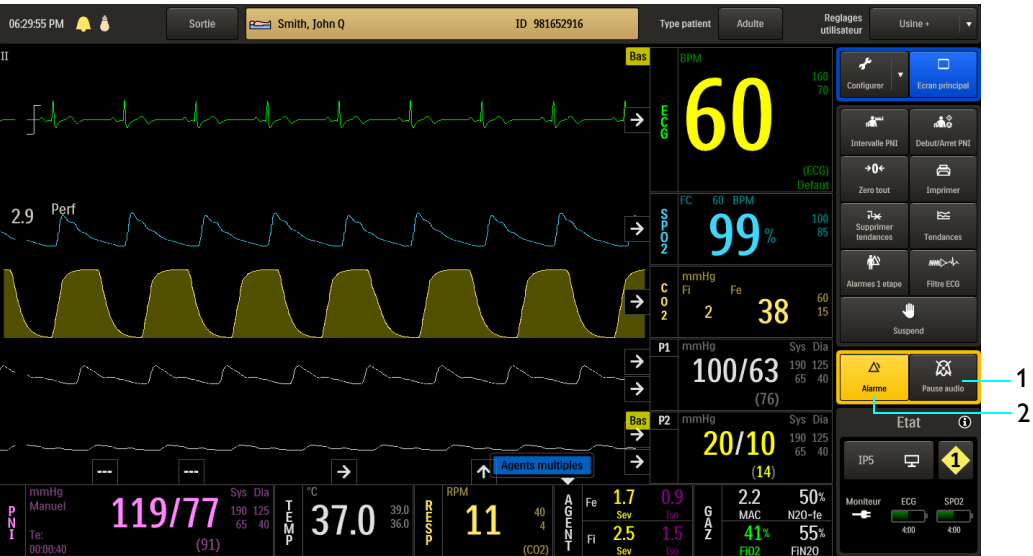 06:29:55 PM
Sortie
Smith, John Q
ID 981652916
Type patient
Adulte
Reglages
utilisateur
Usine +
II
Bas
ECG
BPM
60
160
70
(ECG)
Defaut
Configurer
Ecran principal
Intervalle PNI
Debut/Arret PNI
→0←
Zero tout
Imprimer
Supprimer
tendances
Tendances
Alarmes 1 etape
Filtre ECG
Suspend
2.9
Perf
SPO2
FC 60 BPM
99%
100
85
CO2
mmHg
Fi
Fe
2
38
60
15
P1
mmHg
Sys Dia
100/63
190 125
65 40
(76)
Alarme
Pause audio
1
2
Bas
P2
mmHg
Sys Dia
20/10
190 125
65 40
(14)
Etat
IP5
1
Moniteur
ECG
SPO2
4:00
4:00
---
---
Agents multiples
PNI
mmHg
Manuel
119/77
Sys Dia
190 125
65 40
Te:
00:00:40
(91)
TEMP
°C
37.0
39.0
36.0
RESP
RPM
11
40
4
(CO2)
AGENT
Fe
1.7
Sev
0.9
Iso
Fi
2.5
Sev
1.5
Iso
GAZ
2.2
MAC
50%
N2O-fe
41%
FiO2
55%
FiN2O